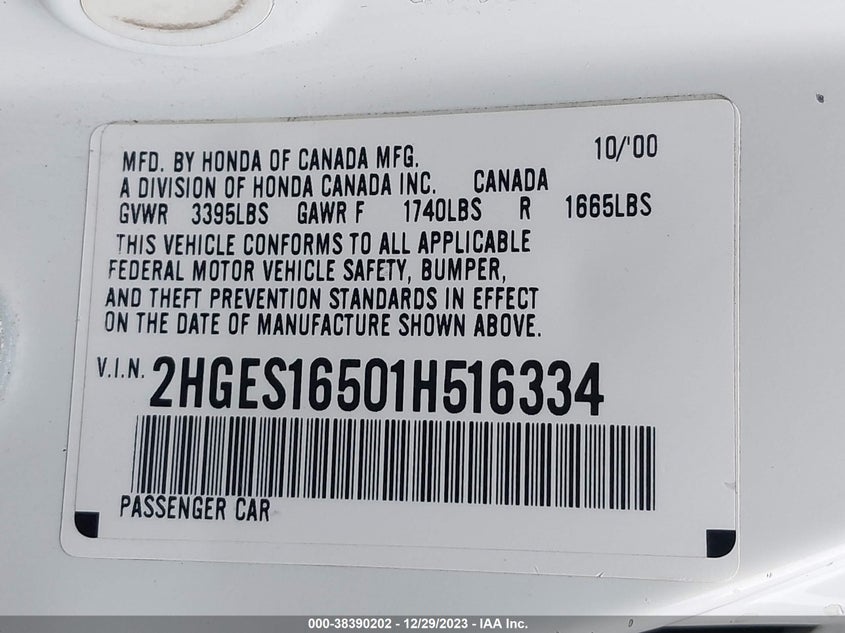 MFD. BY HONDA OF CANADA MFG. 10/'00
A DIVISION OF HONDA CANADA INC. CANADA
GVWR 3395LBS GAWR F 1740LBS R 1665LBS
THIS VEHICLE CONFORMS TO ALL APPLICABLE
FEDERAL MOTOR VEHICLE SAFETY, BUMPER,
AND THEFT PREVENTION STANDARDS IN EFFECT
ON THE DATE OF MANUFACTURE SHOWN ABOVE.
V.I.N. 2HGES16501H516334
PASSENGER CAR
000-38390202 - 12/29/2023 - IAA Inc.